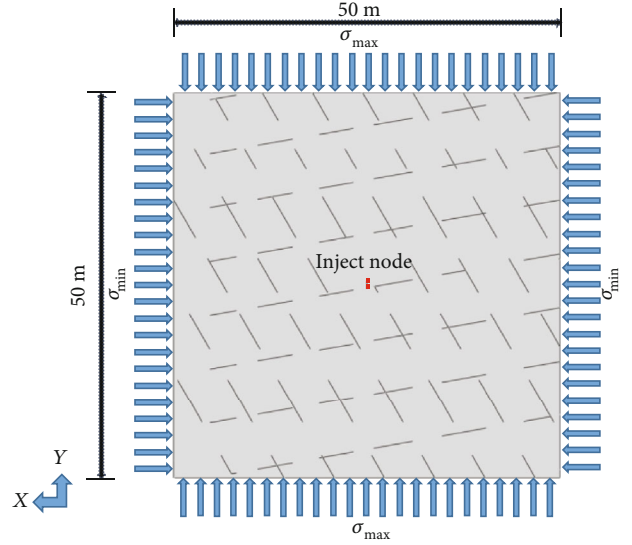 50 m
σmax
50 m
σmin
Inject node
σmin
Y
X
σmax